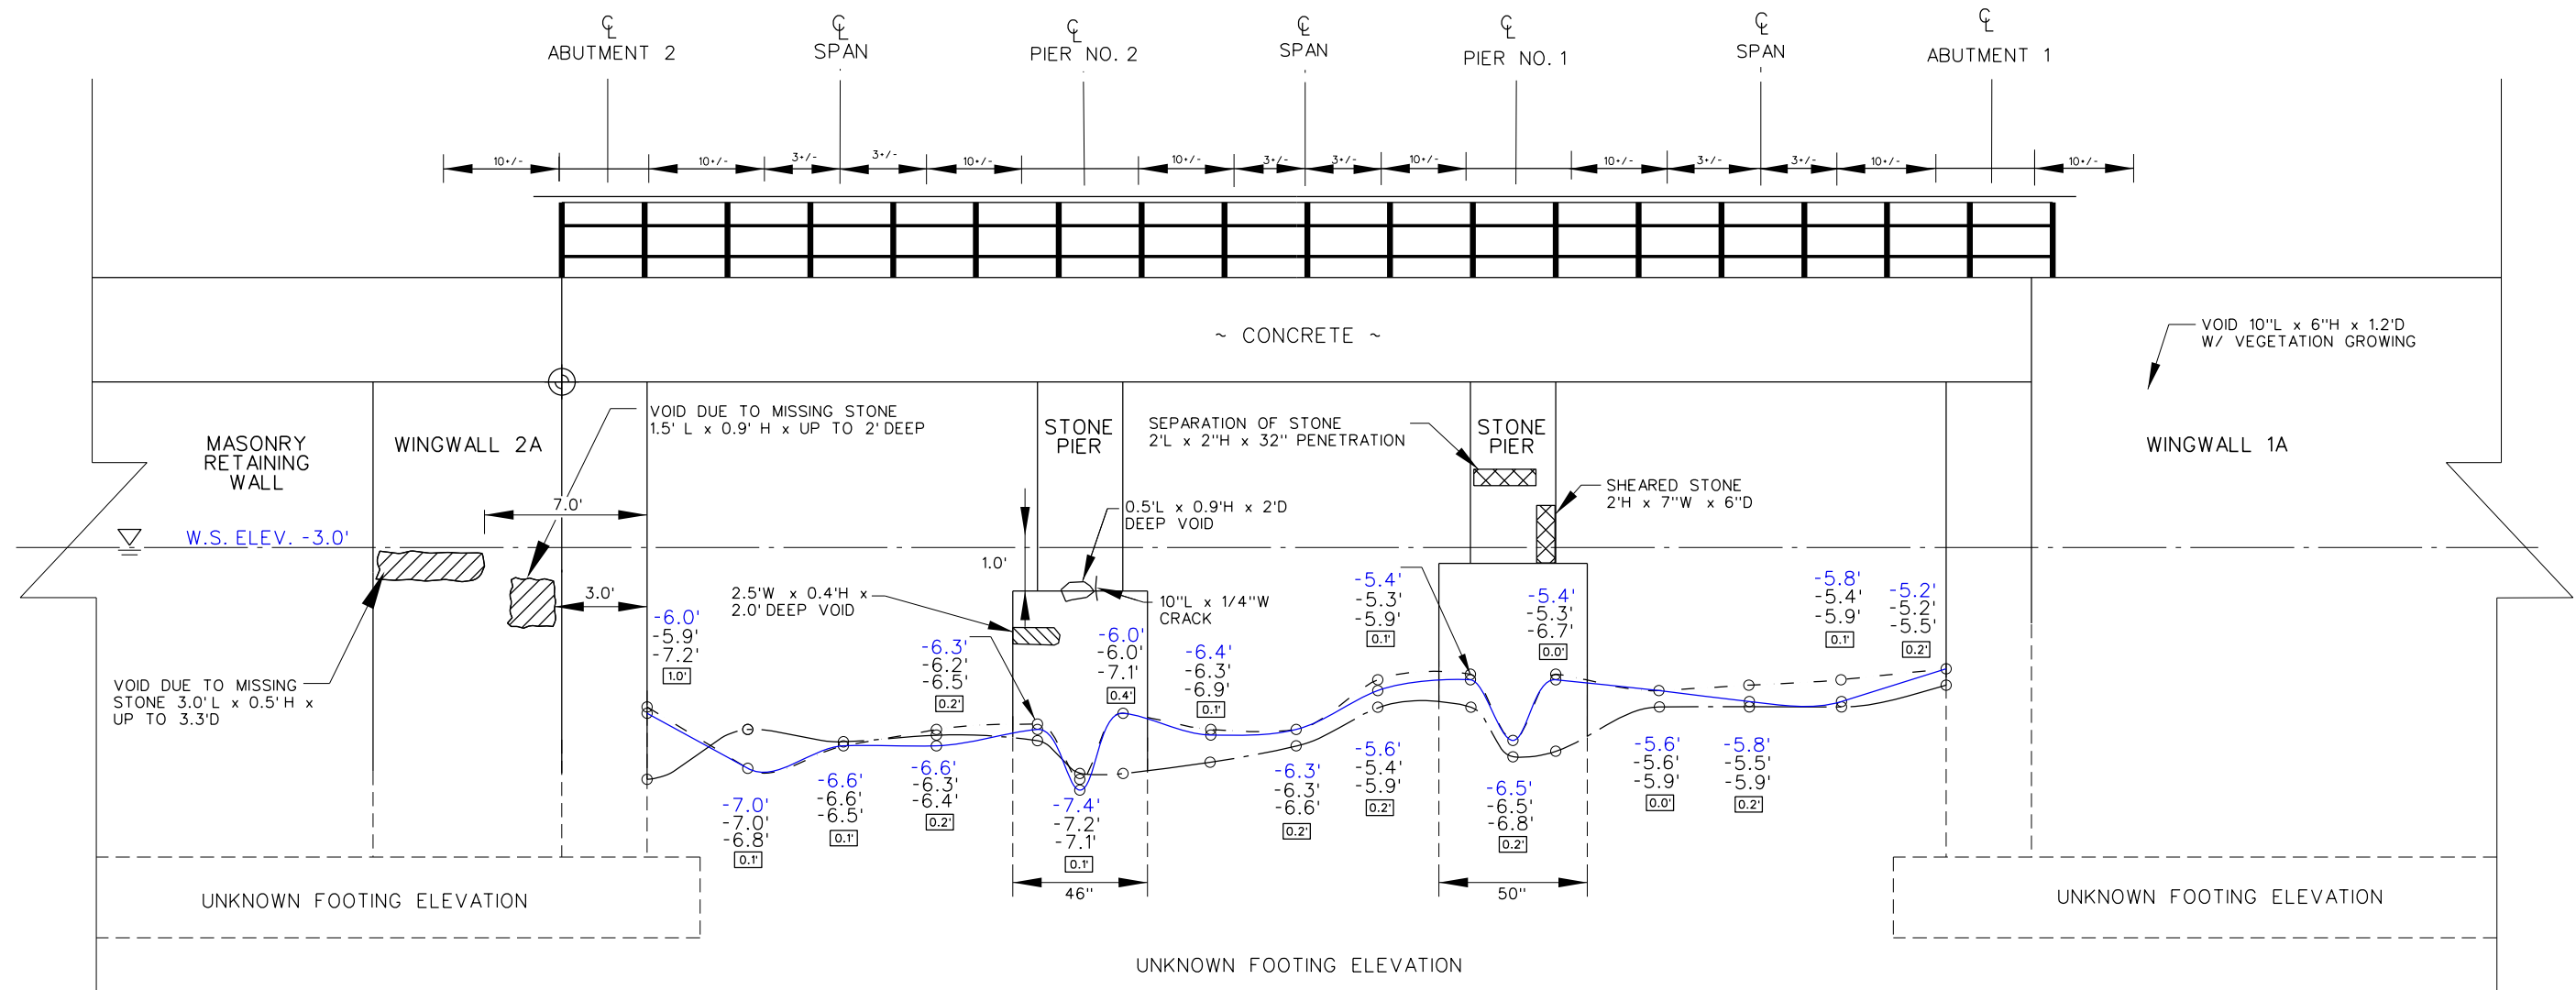 ℄
ABUTMENT 2
℄
SPAN
℄
PIER NO. 2
℄
SPAN
℄
PIER NO. 1
℄
SPAN
℄
ABUTMENT 1
10+/-
10+/-
3+/-
3+/-
10+/-
10+/-
3+/-
3+/-
10+/-
10+/-
3+/-
3+/-
10+/-
10+/-
~ CONCRETE ~
VOID 10"L x 6"H x 1.2'D
W/ VEGETATION GROWING
MASONRY
RETAINING
WALL
WINGWALL 2A
VOID DUE TO MISSING STONE
1.5' L x 0.9' H x UP TO 2' DEEP
STONE
PIER
SEPARATION OF STONE
2'L x 2"H x 32" PENETRATION
STONE
PIER
WINGWALL 1A
SHEARED STONE
2'H x 7"W x 6"D
7.0'
W.S. ELEV. -3.0'
0.5'L x 0.9'H x 2'D
DEEP VOID
1.0'
3.0'
2.5'W x 0.4'H x
2.0' DEEP VOID
10"L x 1/4"W
CRACK
VOID DUE TO MISSING
STONE 3.0' L x 0.5' H x
UP TO 3.3'D
-6.0'
-5.9'
-7.2'
1.0'
-7.0'
-7.0'
-6.8'
0.1'
-6.6'
-6.6'
-6.5'
0.1'
-6.6'
-6.3'
-6.4'
0.2'
-6.3'
-6.2'
-6.5'
0.2'
-7.4'
-7.2'
-7.1'
0.1'
-6.0'
-6.0'
-7.1'
0.4'
-6.4'
-6.3'
-6.9'
0.1'
-6.3'
-6.3'
-6.6'
0.2'
-5.6'
-5.4'
-5.9'
0.2'
-5.4'
-5.3'
-5.9'
0.1'
-6.5'
-6.5'
-6.8'
0.2'
-5.4'
-5.3'
-6.7'
0.0'
-5.6'
-5.6'
-5.9'
0.0'
-5.8'
-5.5'
-5.9'
0.2'
-5.8'
-5.4'
-5.9'
0.1'
-5.2'
-5.2'
-5.5'
0.2'
46"
50"
UNKNOWN FOOTING ELEVATION
UNKNOWN FOOTING ELEVATION
UNKNOWN FOOTING ELEVATION